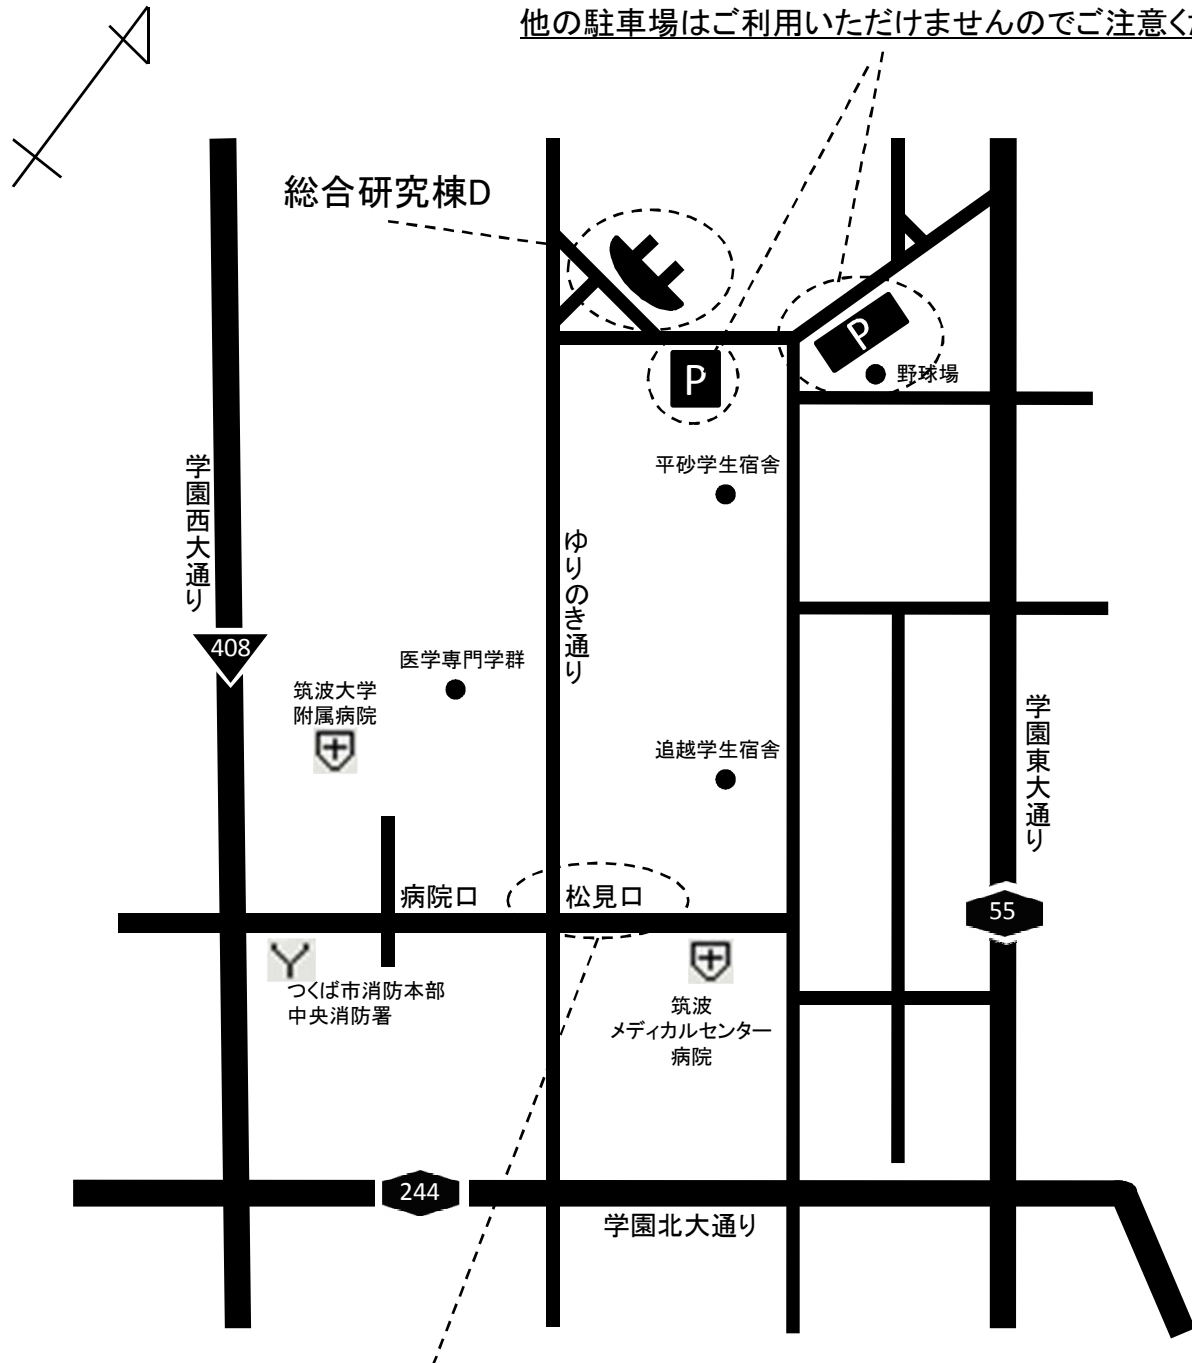 他の駐車場はご利用いただけませんのでご注意く
総合研究棟D
P
P
野球場
平砂学生宿舎
学園西大通り
ゆりのき通り
408
医学専門学群
筑波大学
附属病院
追越学生宿舎
学園東大通り
病院口
松見口
55
つくば市消防本部
中央消防署
筑波
メディカルセンター
病院
244
学園北大通り